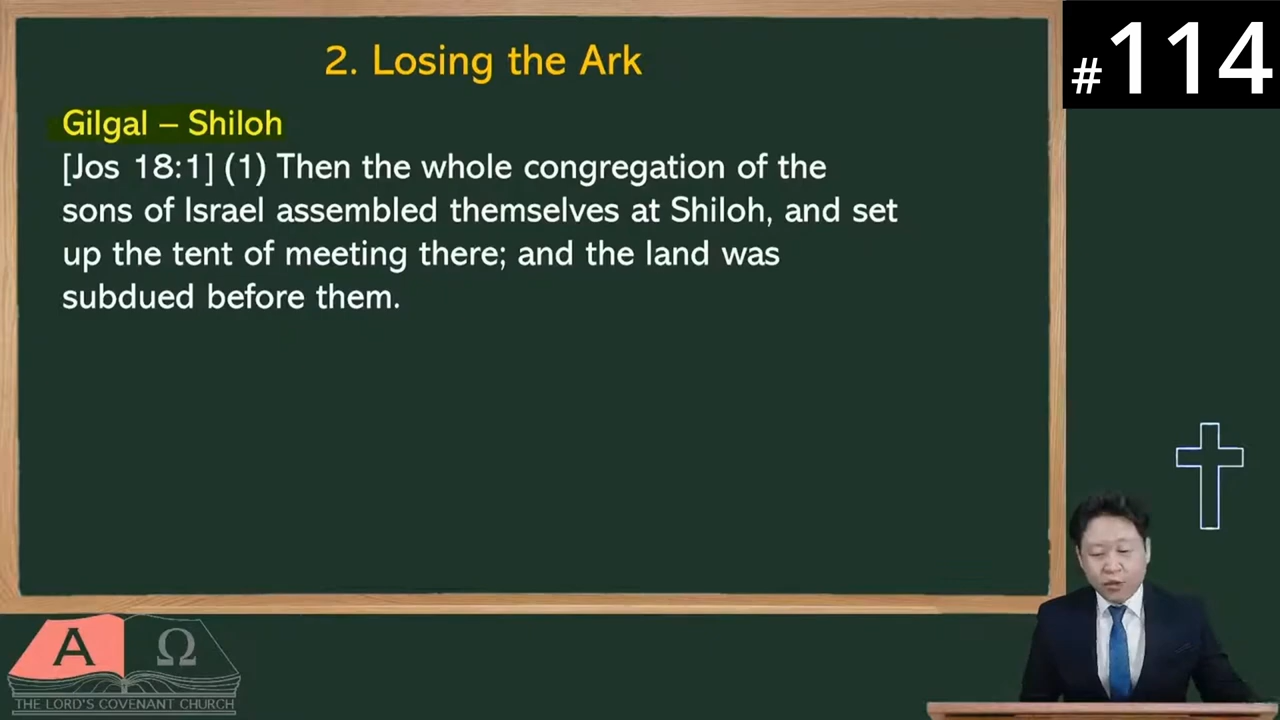 2. Losing the Ark
#114
Gilgal – Shiloh
[Jos 18:1] (1) Then the whole congregation of the
sons of Israel assembled themselves at Shiloh, and set
up the tent of meeting there; and the land was
subdued before them.
A Ω
THE LORD'S COVENANT CHURCH